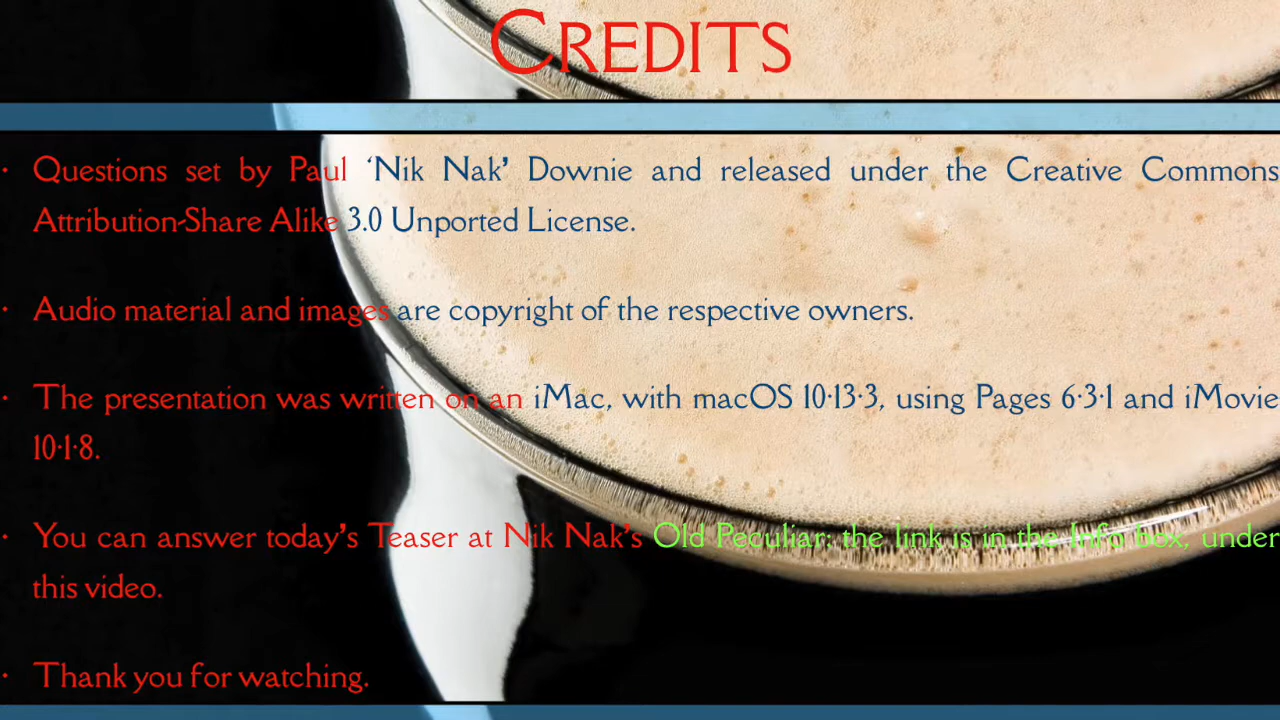 CREDITS
· Questions set by Paul ‘Nik Nak’ Downie and released under the Creative Commons
Attribution-Share Alike 3.0 Unported License.
· Audio material and images are copyright of the respective owners.
· The presentation was written on an iMac, with macOS 10·13·3, using Pages 6·3·1 and iMovie
10·1·8.
· You can answer today’s Teaser at Nik Nak’s Old Peculiar: the link is in the Info box, under
this video.
· Thank you for watching.